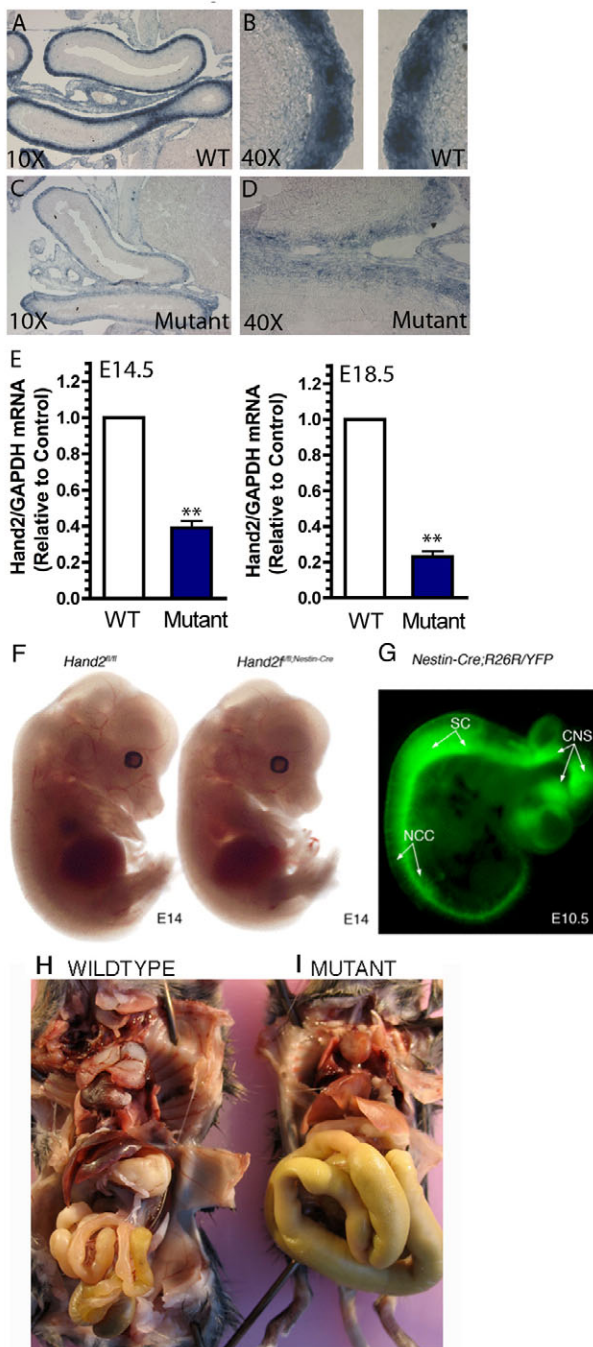 A
B
10X
WT
40X
WT
C
D
10X
Mutant
40X
Mutant
E
E14.5
Hand2/GAPDH mRNA
(Relative to Control)
1.2
1.0
0.8
0.6
0.4
0.2
0.0
**
WT
Mutant
E18.5
Hand2/GAPDH mRNA
(Relative to Control)
1.2
1.0
0.8
0.6
0.4
0.2
0.0
**
WT
Mutant
F
Hand2fl/fl
Hand2fl/fl;Nestin-Cre
E14
E14
G
Nestin-Cre;R26R/YFP
SC
CNS
NCC
E10.5
H WILDTYPE
I MUTANT